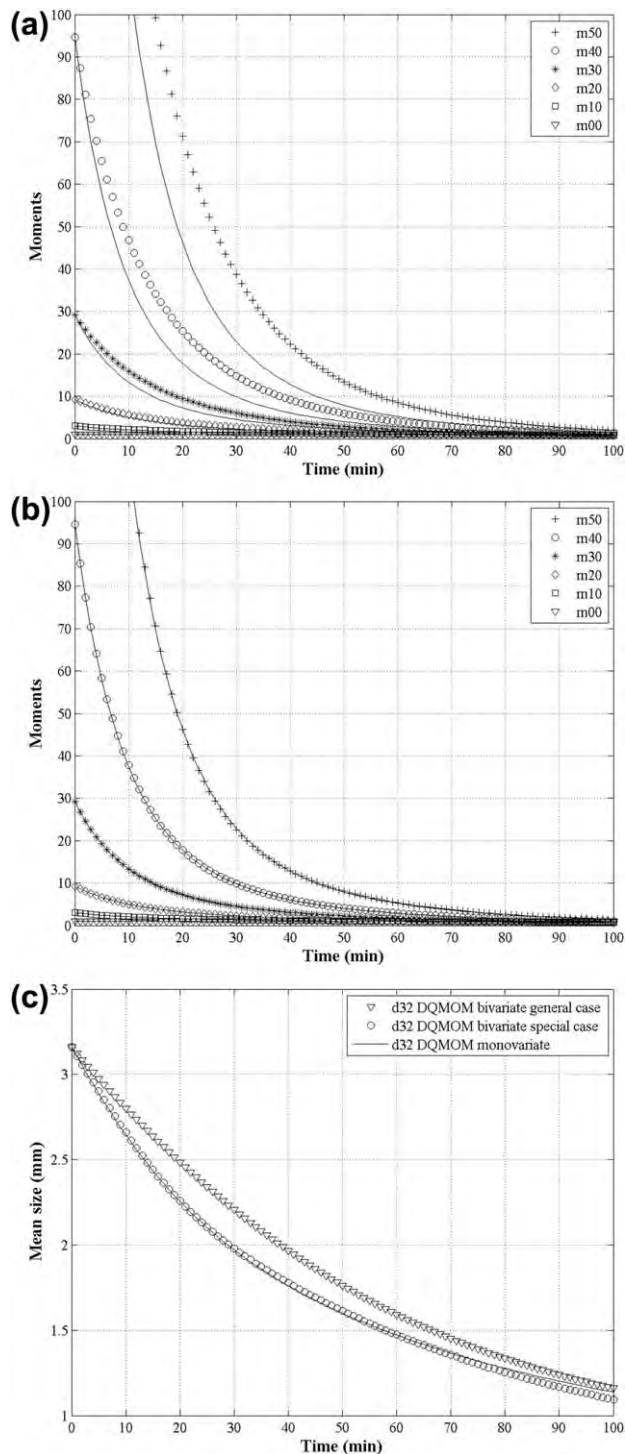 (a)
100
90
80
70
60
50
40
30
20
10
0
Moments
m50
m40
m30
m20
m10
m00
0 10 20 30 40 50 60 70 80 90 100
Time (min)
(b)
100
90
80
70
60
50
40
30
20
10
0
Moments
m50
m40
m30
m20
m10
m00
0 10 20 30 40 50 60 70 80 90 100
Time (min)
(c)
3.5
3
2.5
2
1.5
1
Mean size (mm)
d32 DQMOM bivariate general case
d32 DQMOM bivariate special case
d32 DQMOM monovariate
0 10 20 30 40 50 60 70 80 90 100
Time (min)